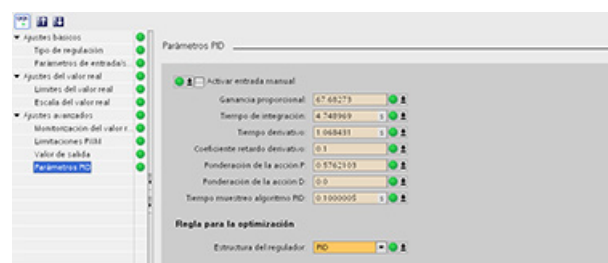 Ajustes básicos
Tipo de regulación
Parámetros de entrada/s
Ajustes del valor real
Límites del valor real
Escala del valor real
Ajustes avanzados
Monitorización del valor r...
Limitaciones PWM
Valor de salida
Parámetros PID
Parámetros PID
Activar entrada manual
Ganancia proporcional: 67.68273
Tiempo de integración: 4.748969 s
Tiempo derivativo: 1.068431 s
Coeficiente retardo derivativo: 0.1
Ponderación de la acción P: 0.5762103
Ponderación de la acción D: 0.0
Tiempo muestreo algoritmo PID: 0.1000005 s
Regla para la optimización
Estructura del regulador: PID